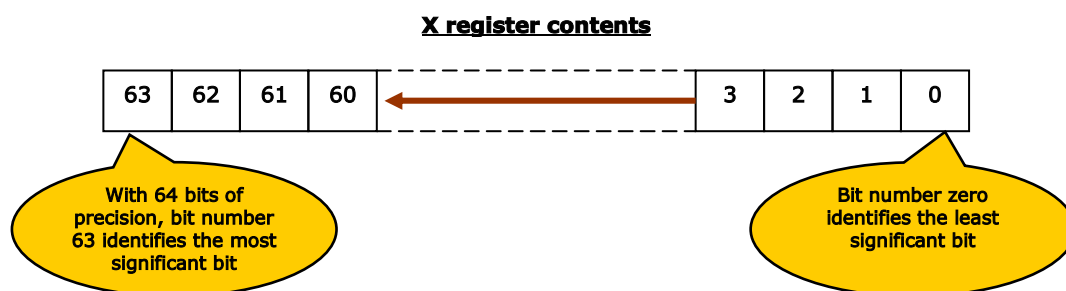 X register contents
63 62 61 60 3 2 1 0
With 64 bits of
precision, bit number
63 identifies the most
significant bit
Bit number zero
identifies the least
significant bit